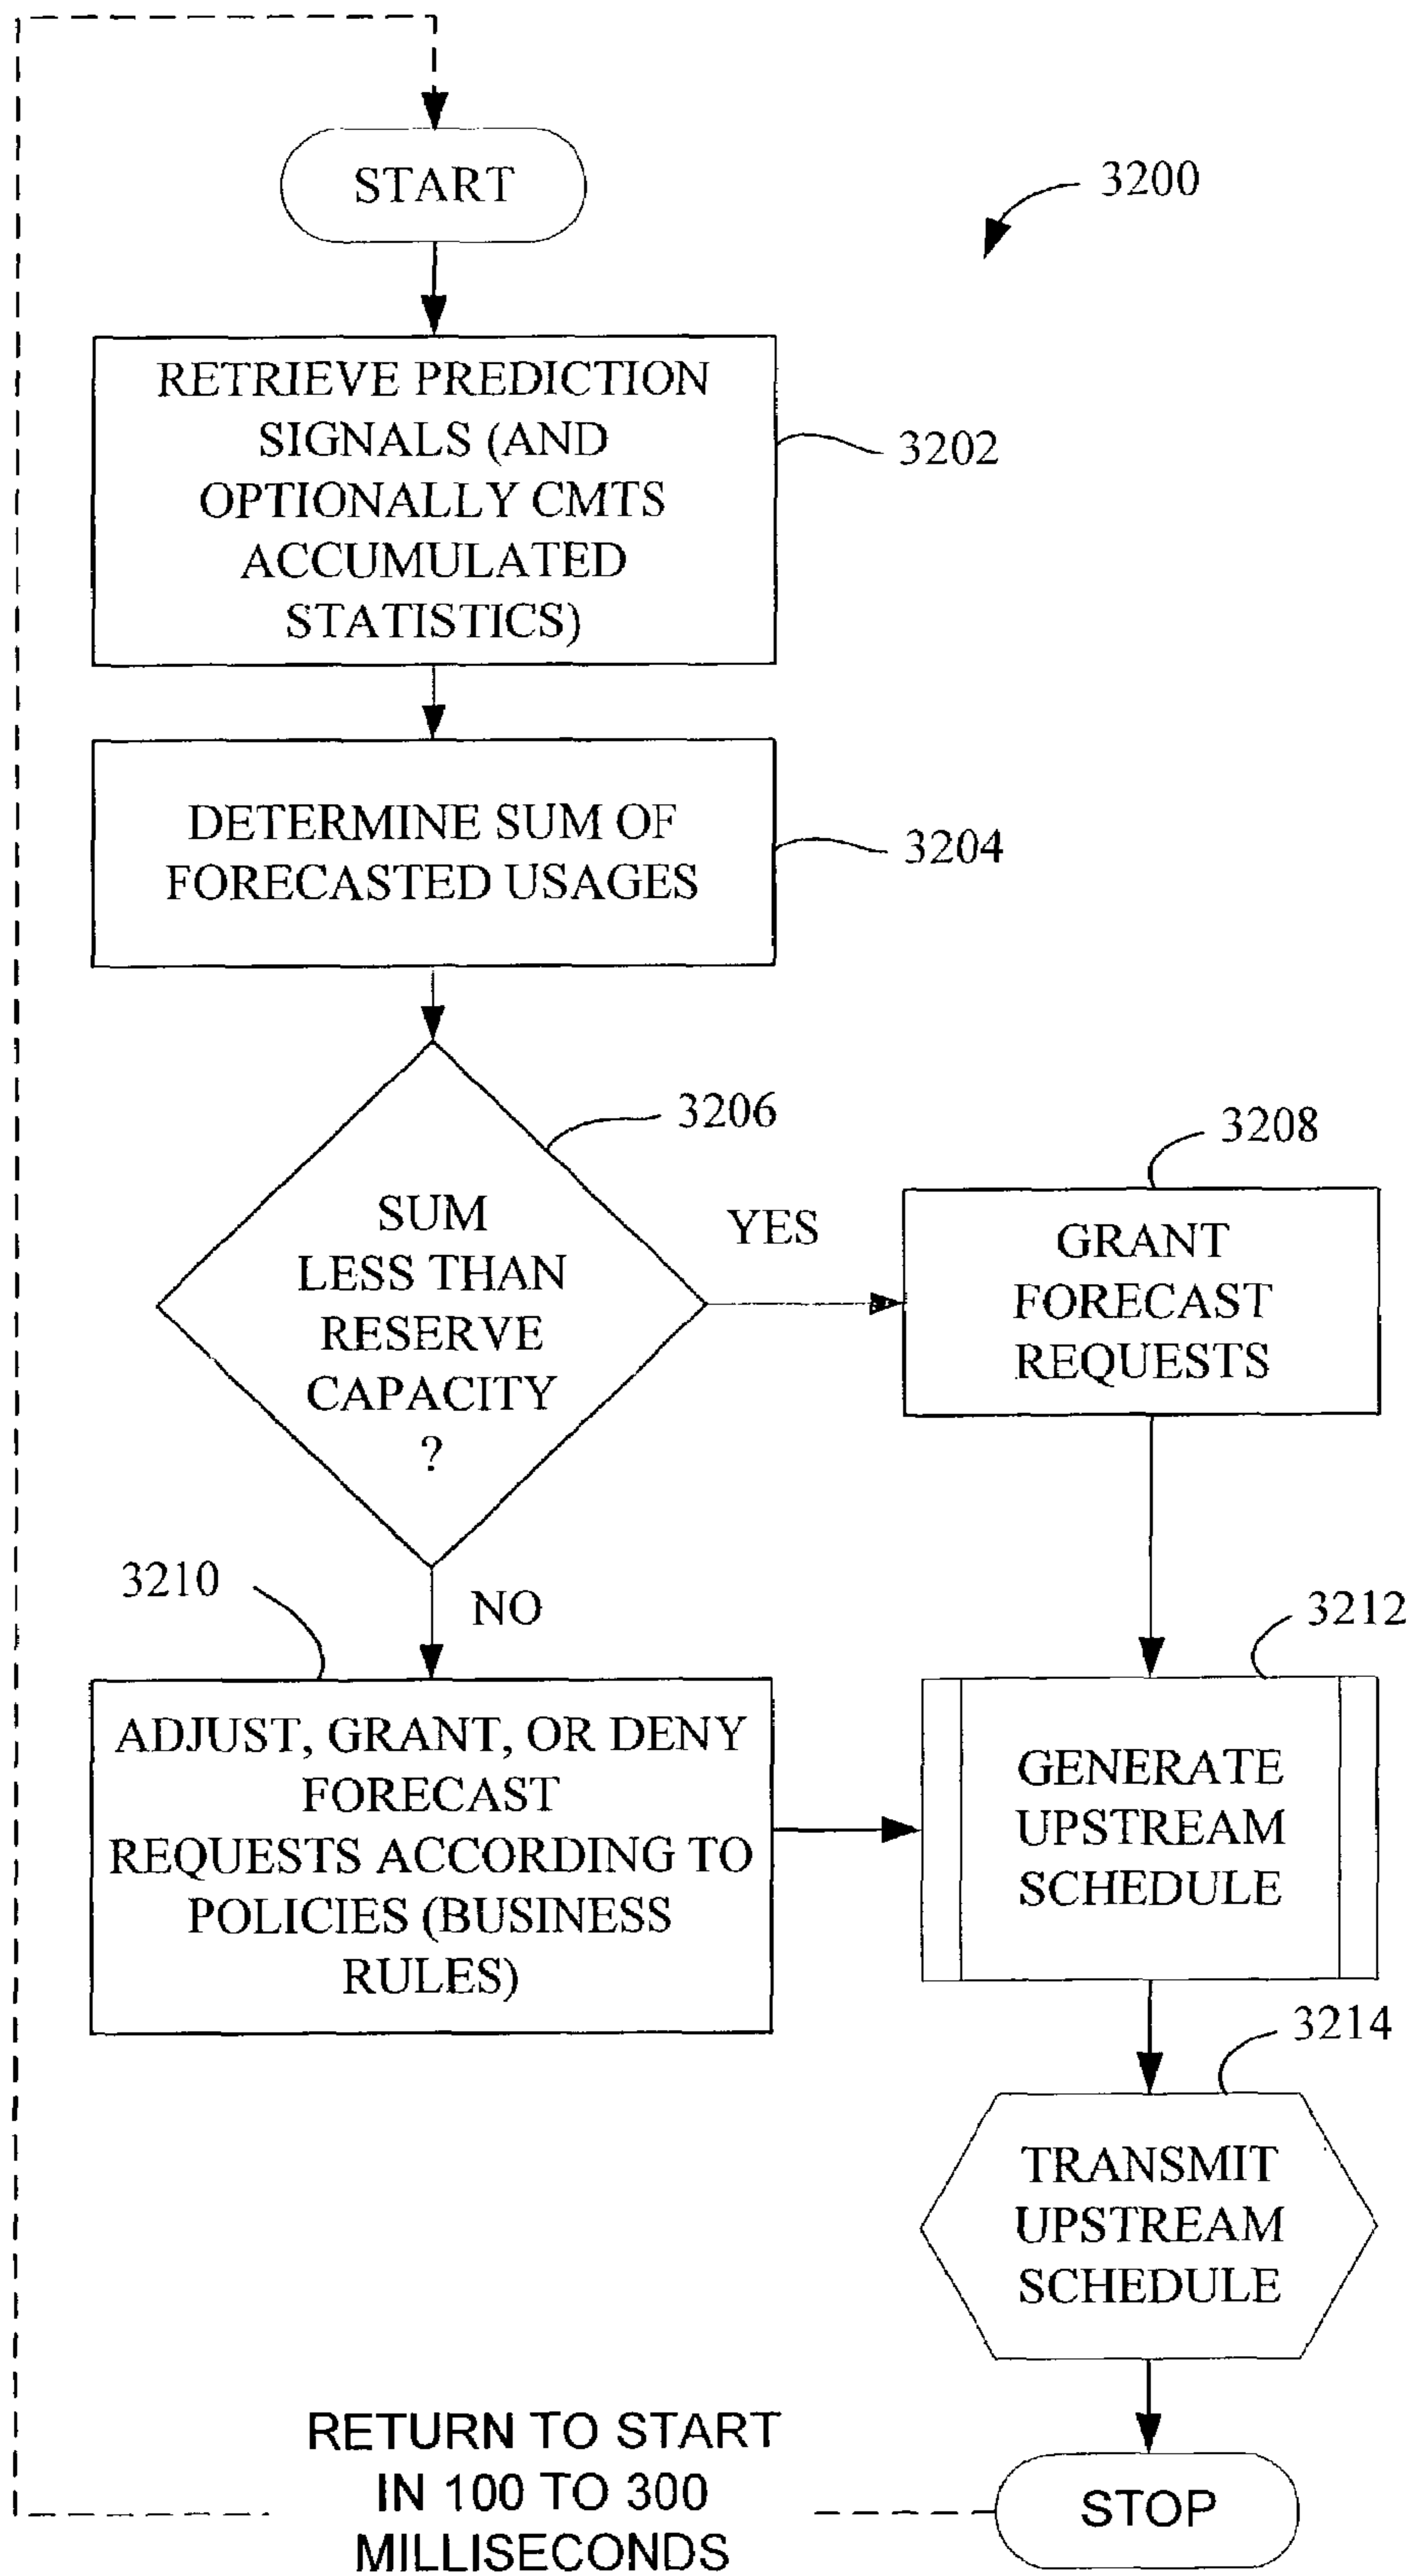 START
3200
RETRIEVE PREDICTION
SIGNALS (AND
OPTIONALLY CMTS
ACCUMULATED
STATISTICS)
3202
DETERMINE SUM OF
FORECASTED USAGES
3204
3206
SUM
LESS THAN
RESERVE
CAPACITY
?
YES
3208
GRANT
FORECAST
REQUESTS
NO
3210
ADJUST, GRANT, OR DENY
FORECAST
REQUESTS ACCORDING TO
POLICIES (BUSINESS
RULES)
3212
GENERATE
UPSTREAM
SCHEDULE
3214
TRANSMIT
UPSTREAM
SCHEDULE
STOP
RETURN TO START
IN 100 TO 300
MILLISECONDS